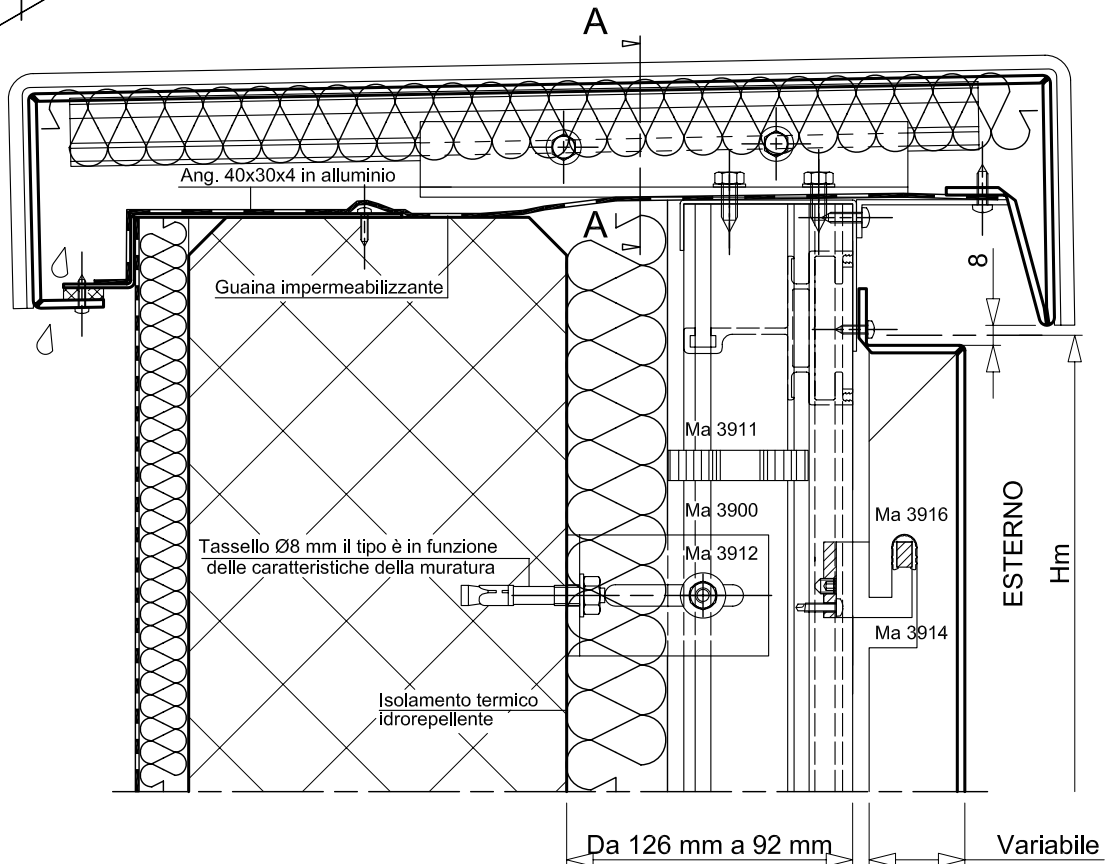 A
Ang. 40x30x4 in alluminio
A
Guaina impermeabilizzante
8
Ma 3911
Ma 3900
Ma 3916
Tassello Ø8 mm il tipo è in funzione
delle caratteristiche della muratura
Ma 3912
ESTERNO
Hm
Ma 3914
Isolamento termico
idrorepellente
Da 126 mm a 92 mm
Variabile